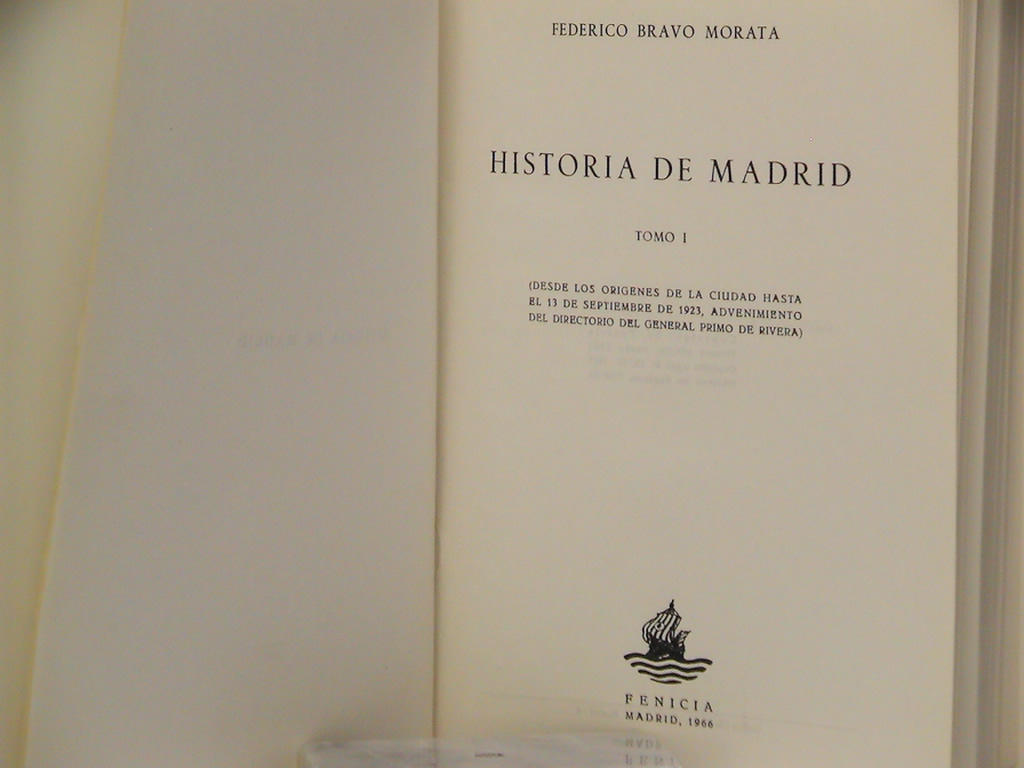 FEDERICO BRAVO MORATA
HISTORIA DE MADRID
TOMO I
(DESDE LOS ORIGENES DE LA CIUDAD HASTA
EL 13 DE SEPTIEMBRE DE 1923, ADVENIMIENTO
DEL DIRECTORIO DEL GENERAL PRIMO DE RIVERA)
FENICIA
MADRID, 1966